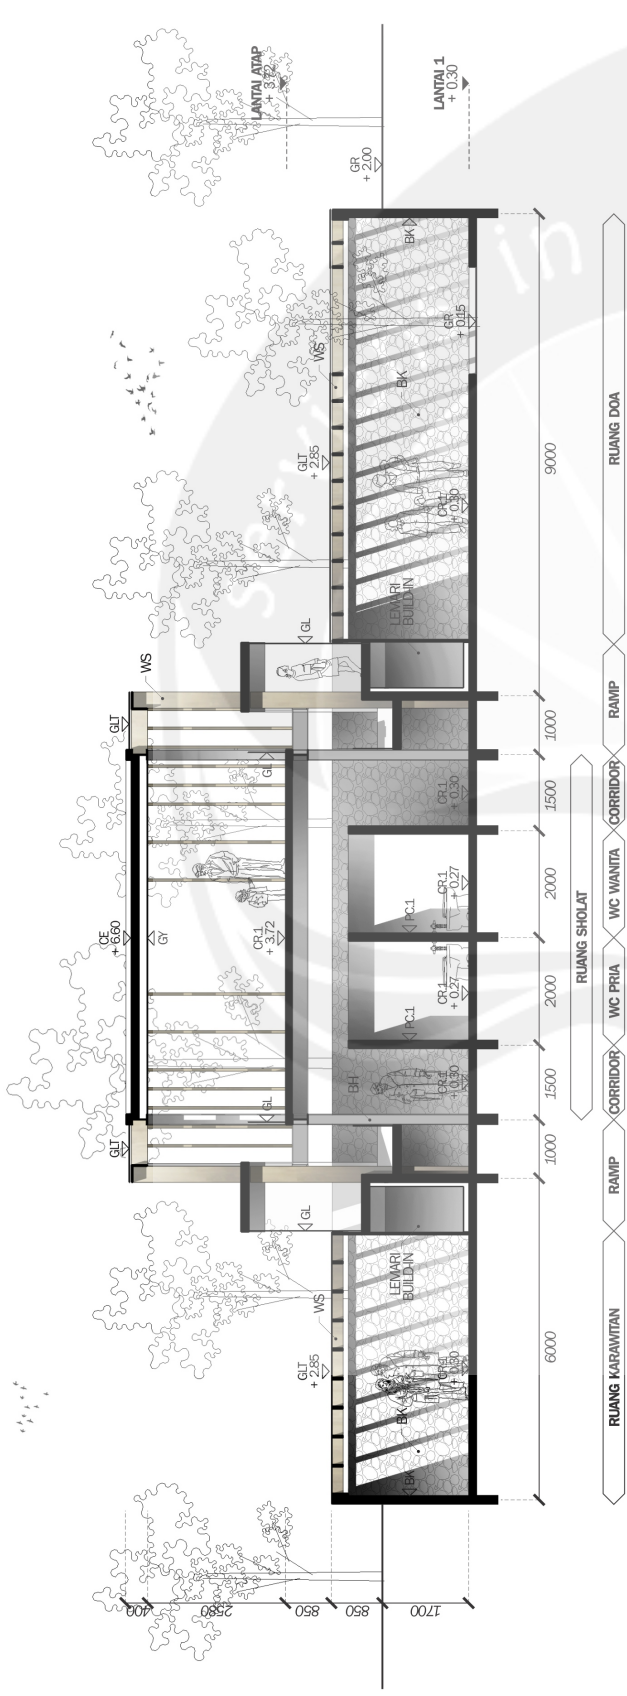 CE
+ 6.60
GLT
GLT
GY
WS
LANTAI ATAP
+ 3.72
CR.1
+ 3.72
GL
GL
GL
GL
GLT
+ 2.85
WS
GLT
+ 2.85
WS
GR
+ 2.00
LANTAI 1
+ 0.30
BK
BK
LEMARI
BUILD-IN
CR.1
+ 0.30
BH
CR.1
+ 0.30
PC.1
CR.1
+ 0.27
PC.1
CR.1
+ 0.27
CR.1
+ 0.30
LEMARI
BUILD-IN
CR.1
+ 0.30
BK
GR
+ 0.15
BK
400
2580
850
850
1700
6000
1000
1500
2000
2000
1500
1000
9000
RUANG SHOLAT
RUANG KARAWITAN
RAMP
CORRIDOR
WC PRIA
WC WANITA
CORRIDOR
RAMP
RUANG DOA
in